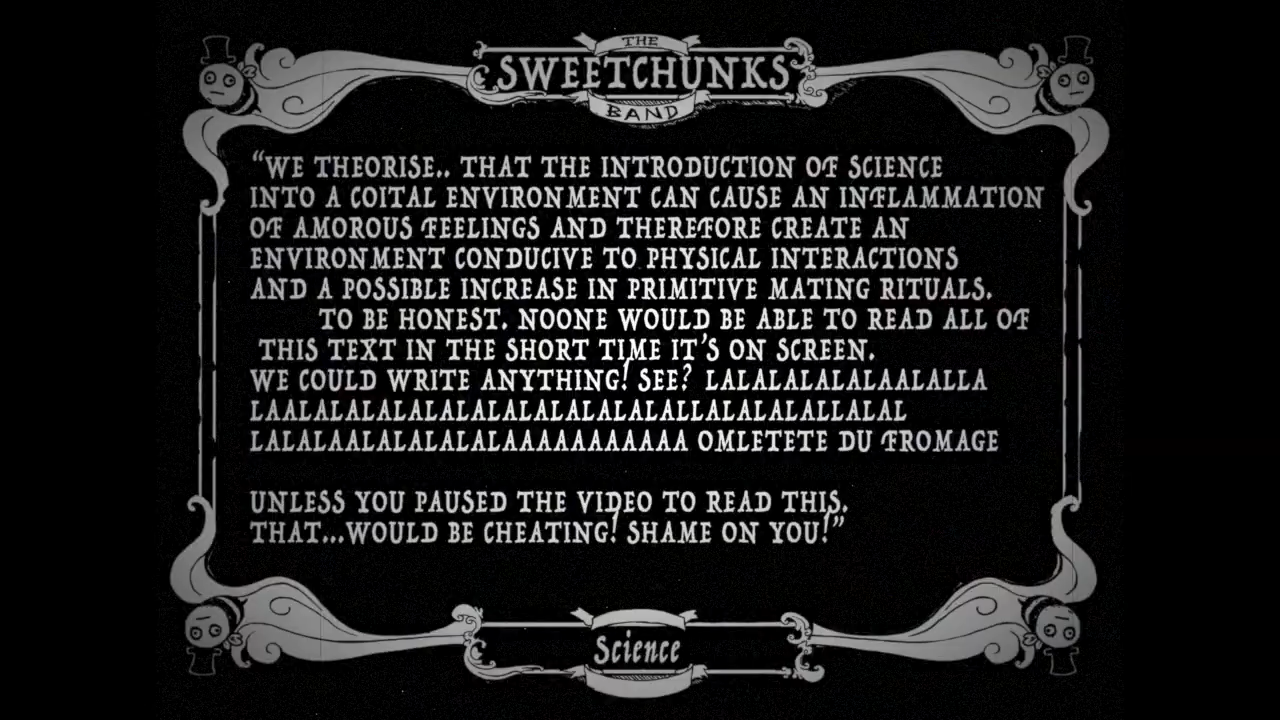 THE
SWEETCHUNKS
BAND
"WE THEORISE.. THAT THE INTRODUCTION OF SCIENCE
INTO A COITAL ENVIRONMENT CAN CAUSE AN INFLAMMATION
OF AMOROUS FEELINGS AND THEREFORE CREATE AN
ENVIRONMENT CONDUCIVE TO PHYSICAL INTERACTIONS
AND A POSSIBLE INCREASE IN PRIMITIVE MATING RITUALS.
TO BE HONEST. NOONE WOULD BE ABLE TO READ ALL OF
THIS TEXT IN THE SHORT TIME IT'S ON SCREEN.
WE COULD WRITE ANYTHING! SEE? LALALALALALAALALLA
LAALALALALALALALALALALALALALLALALALALLALAL
LALALAALALALALALALAAAAAAAAAAA OMLETETE DU FROMAGE
UNLESS YOU PAUSED THE VIDEO TO READ THIS.
THAT...WOULD BE CHEATING! SHAME ON YOU!"
Science